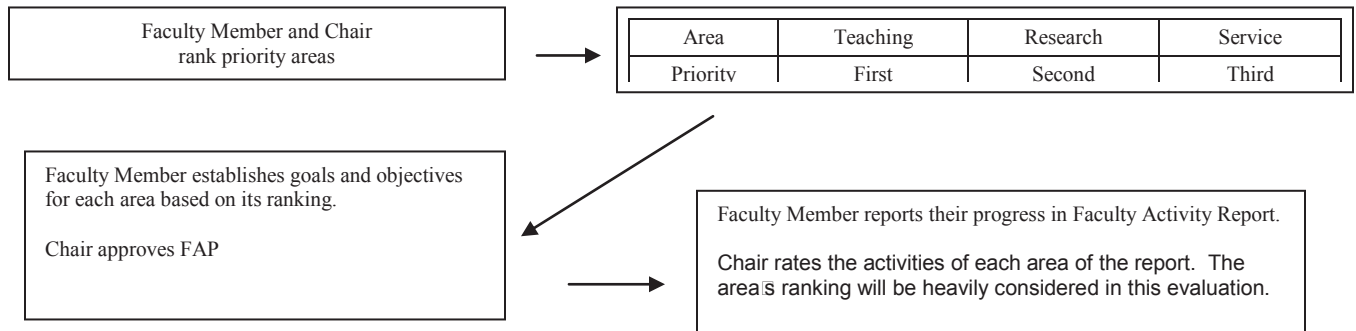 Faculty Member and Chair
rank priority areas
Area Teaching Research Service
Priority First Second Third
Faculty Member establishes goals and objectives
for each area based on its ranking.
Chair approves FAP
Faculty Member reports their progress in Faculty Activity Report.
Chair rates the activities of each area of the report. The
area□s ranking will be heavily considered in this evaluation.